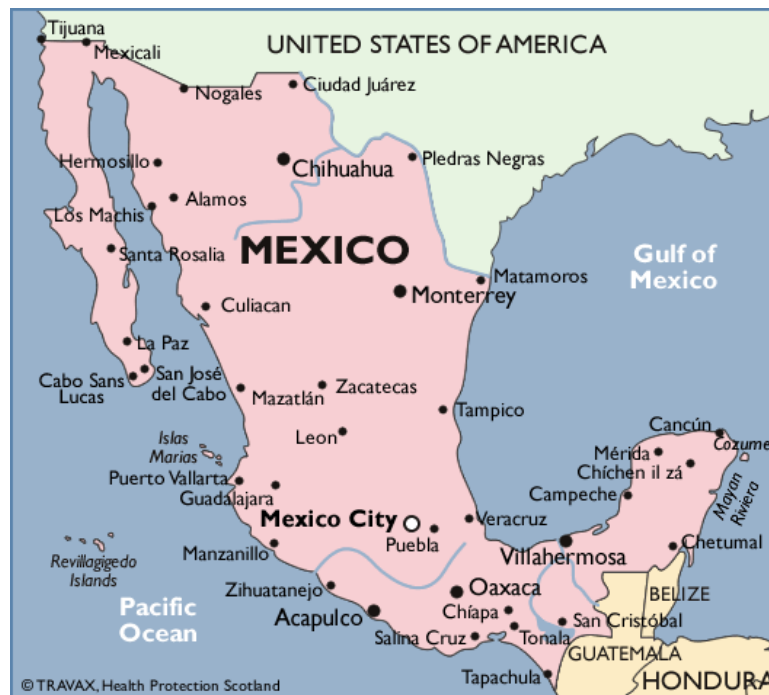 Tijuana
Mexicali
UNITED STATES OF AMERICA
Nogales
Ciudad Juárez
Hermosillo
Chihuahua
Piedras Negras
Alamos
Los Machis
MEXICO
Santa Rosalia
Gulf of
Mexico
Matamoros
Monterrey
Culiacan
La Paz
Cabo Sans
Lucas
San José
del Cabo
Mazatlán
Zacatecas
Tampico
Leon
Islas
Marias
Cancún
Cozume
Mérida
Chíchen il zá
Mayan
Riviera
Puerto Vallarta
Guadalajara
Campeche
Mexico City
Veracruz
Puebla
Villahermosa
Chetumal
Manzanillo
Revillagigedo
Islands
Zihuatanejo
Oaxaca
BELIZE
Pacific
Ocean
Acapulco
Chíapa
San Cristóbal
Salina Cruz
Tonala
GUATEMALA
Tapachula
HONDURA
© TRAVAX, Health Protection Scotland